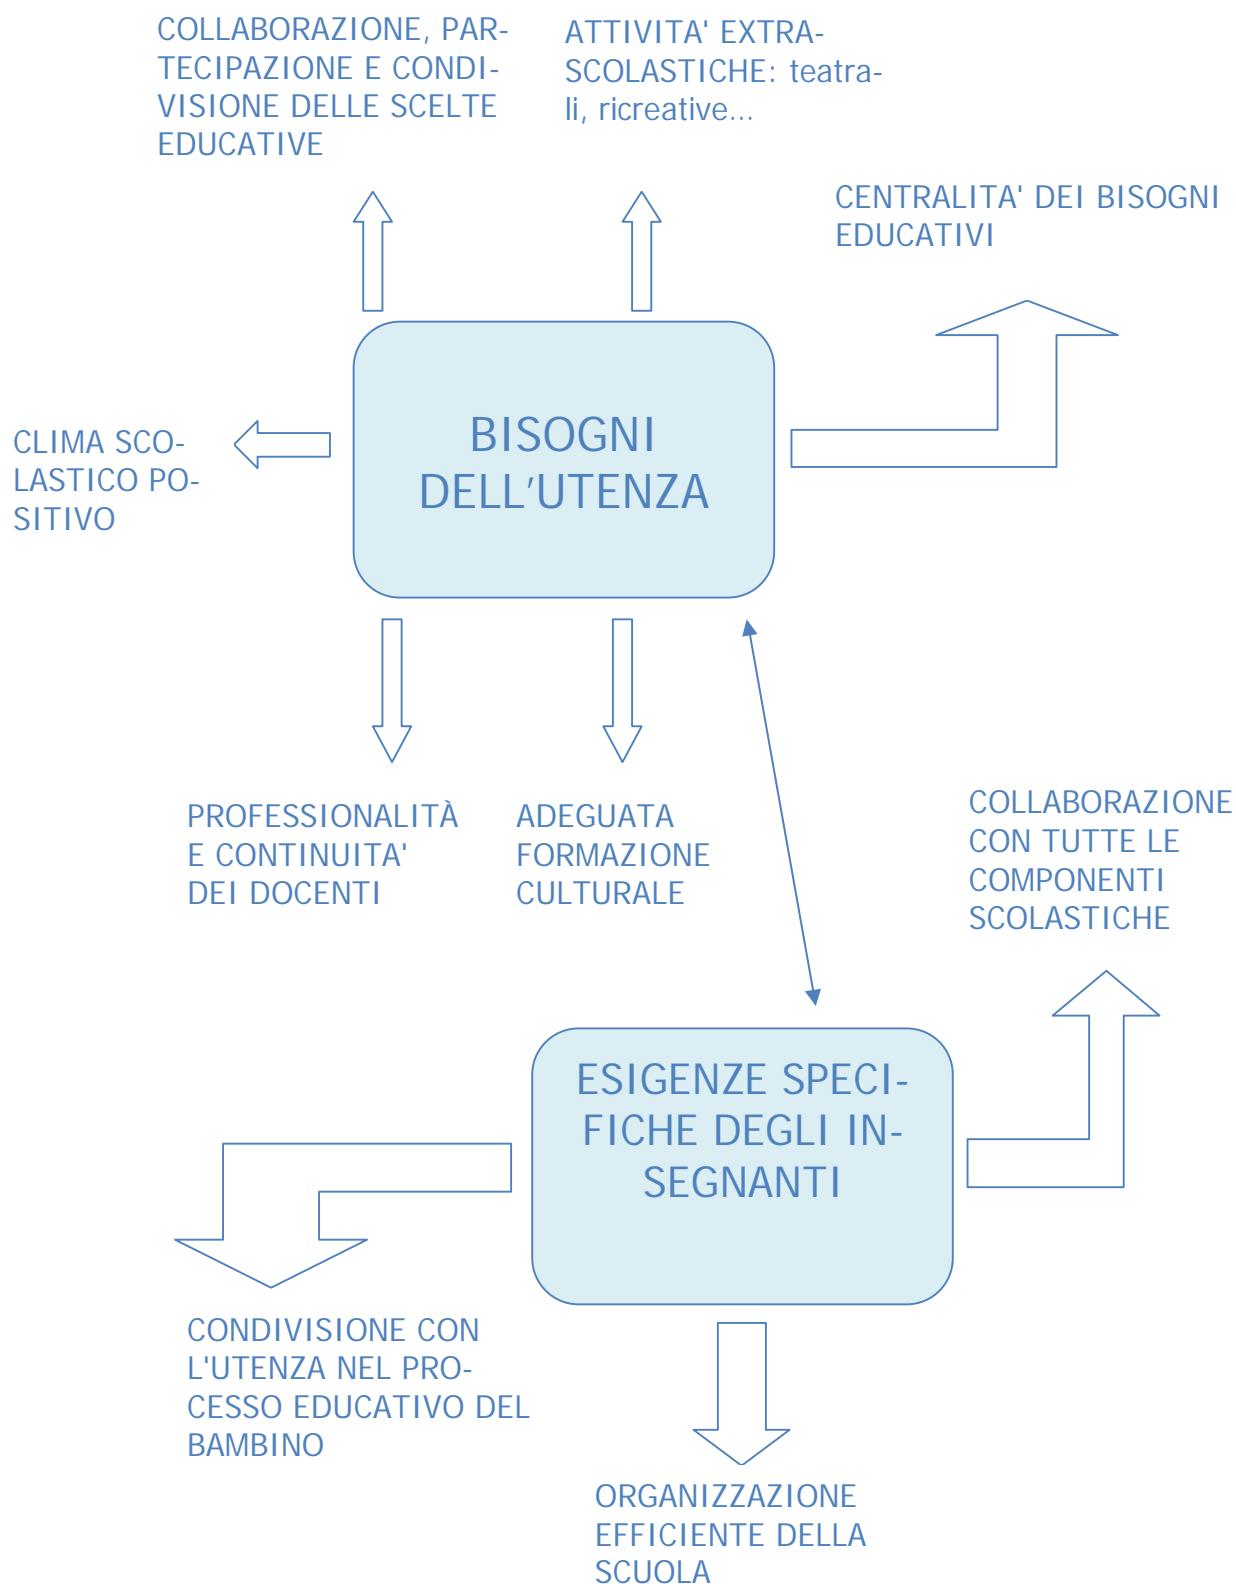 COLLABORAZIONE, PAR-
TECIPAZIONE E CONDI-
VISIONE DELLE SCELTE
EDUCATIVE
ATTIVITA' EXTRA-
SCOLASTICHE: teatra-
li, ricreative...
CENTRALITA' DEI BISOGNI
EDUCATIVI
BISOGNI
DELL'UTENZA
CLIMA SCO-
LASTICO PO-
SITIVO
PROFESSIONALITÀ
E CONTINUITA'
DEI DOCENTI
ADEGUATA
FORMAZIONE
CULTURALE
COLLABORAZIONE
CON TUTTE LE
COMPONENTI
SCOLASTICHE
ESIGENZE SPECI-
FICHE DEGLI IN-
SEGNANTI
CONDIVISIONE CON
L'UTENZA NEL PRO-
CESSO EDUCATIVO DEL
BAMBINO
ORGANIZZAZIONE
EFFICIENTE DELLA
SCUOLA